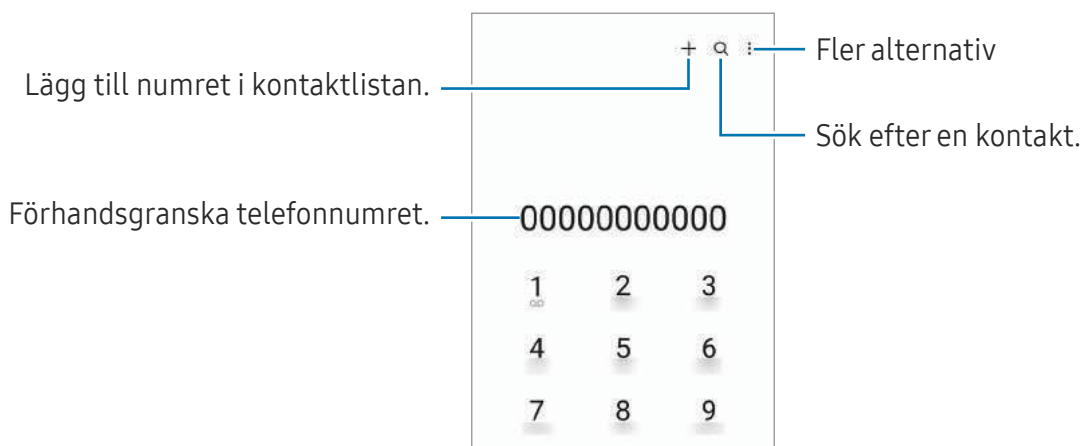 Fler alternativ
Lägg till numret i kontaktlistan.
Sök efter en kontakt.
Förhandsgranska telefonnumret.
00000000000
1 2 3
4 5 6
7 8 9